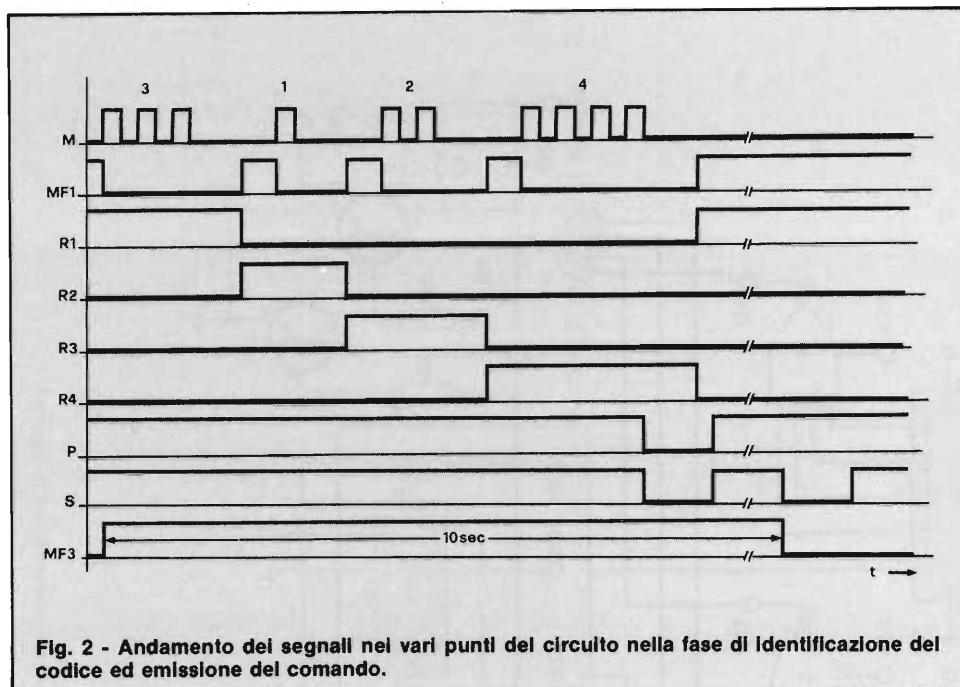 3 1 2 4
M
MF1
R1
R2
R3
R4
P
S
MF3
10sec
t
Fig. 2 - Andamento dei segnali nei vari punti del circuito nella fase di identificazione del
codice ed emissione del comando.